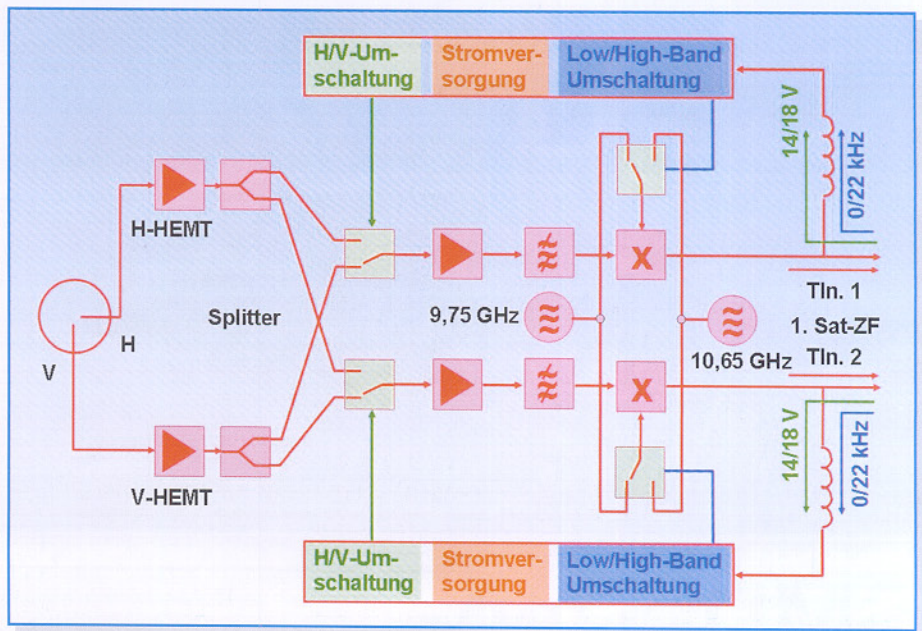 H/V-Um-
schaltung
Stromver-
sorgung
Low/High-Band
Umschaltung
14/18 V
0/22 kHz
H-HEMT
H
V
Splitter
V-HEMT
9,75 GHz
X
10,65 GHz
Tln. 1
1. Sat-ZF
Tln. 2
X
14/18 V
0/22 kHz
H/V-Um-
schaltung
Stromver-
sorgung
Low/High-Band
Umschaltung